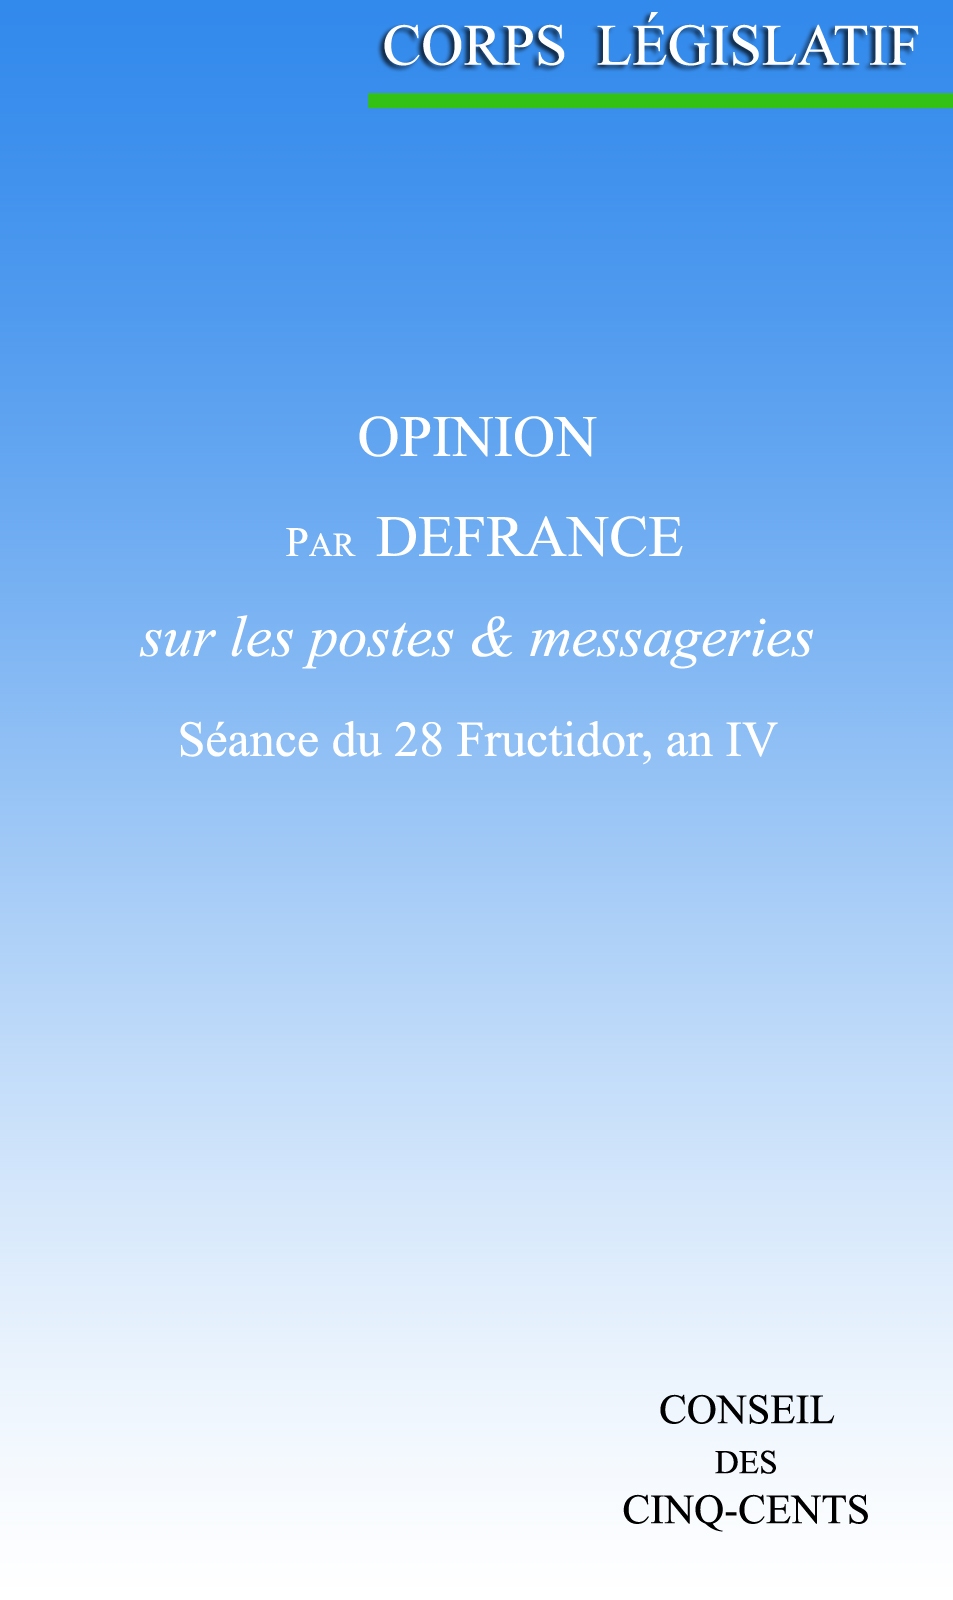 CORPS LÉGISLATIF
OPINION
PAR DEFRANCE
sur les postes & messageries
Séance du 28 Fructidor, an IV
CONSEIL
DES
CINQ-CENTS